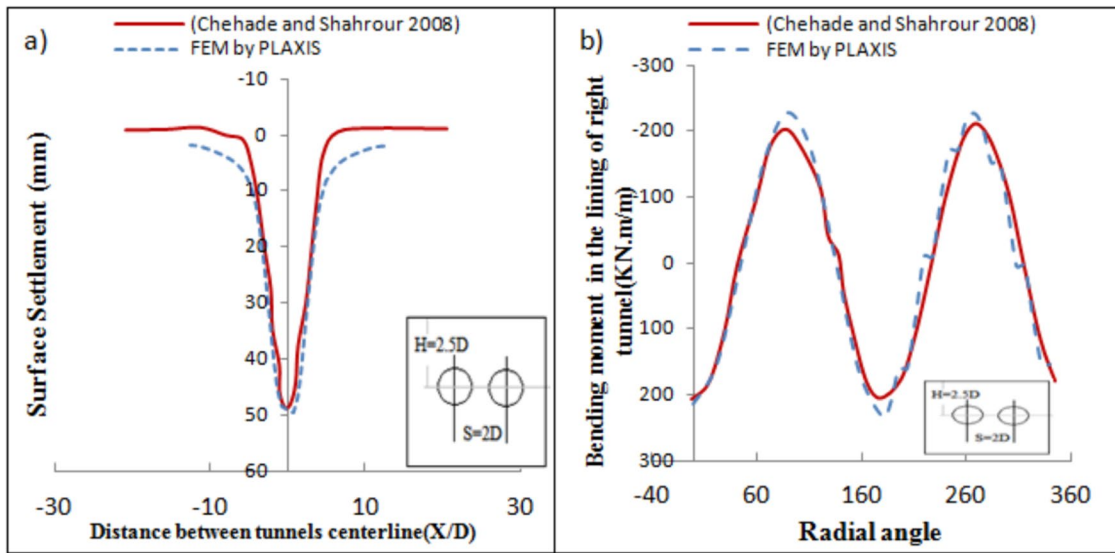 a)
(Chehade and Shahrour 2008)
FEM by PLAXIS
Surface Settlement (mm)
-10
0
10
20
30
40
50
60
-30
-10
10
30
Distance between tunnels centerline(X/D)
H=2.5D
S=2D
b)
(Chehade and Shahrour 2008)
FEM by PLAXIS
Bending moment in the lining of right
tunnel(KN.m/m)
-300
-200
-100
0
100
200
300
-40
60
160
260
360
Radial angle
H=2.5D
S=2D